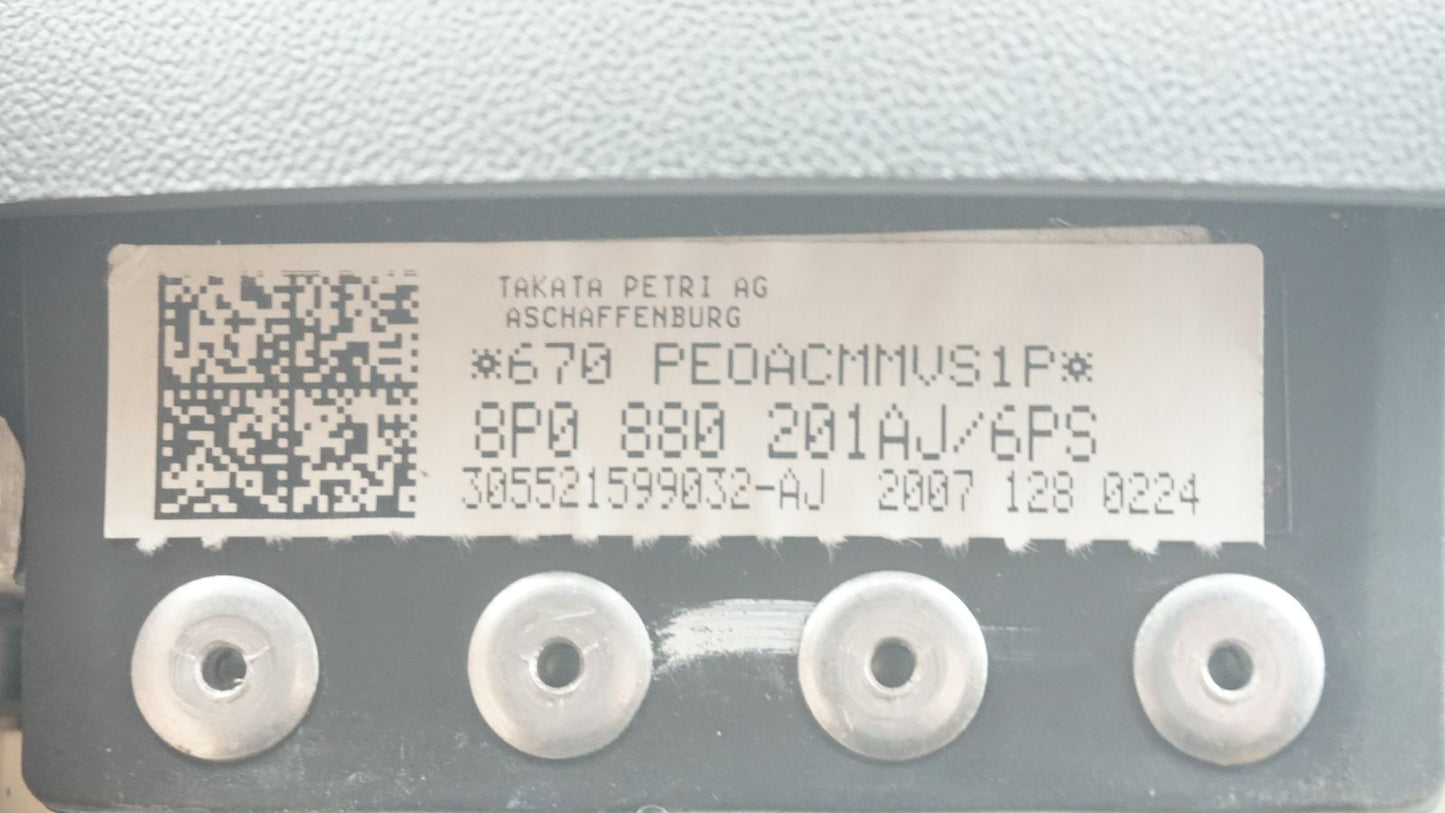 TAKATA PETRI AG
ASCHAFFENBURG
*670 PEOACMMVS1P*
8P0 880 201AJ/6PS
305521599032-AJ 2007 128 0224